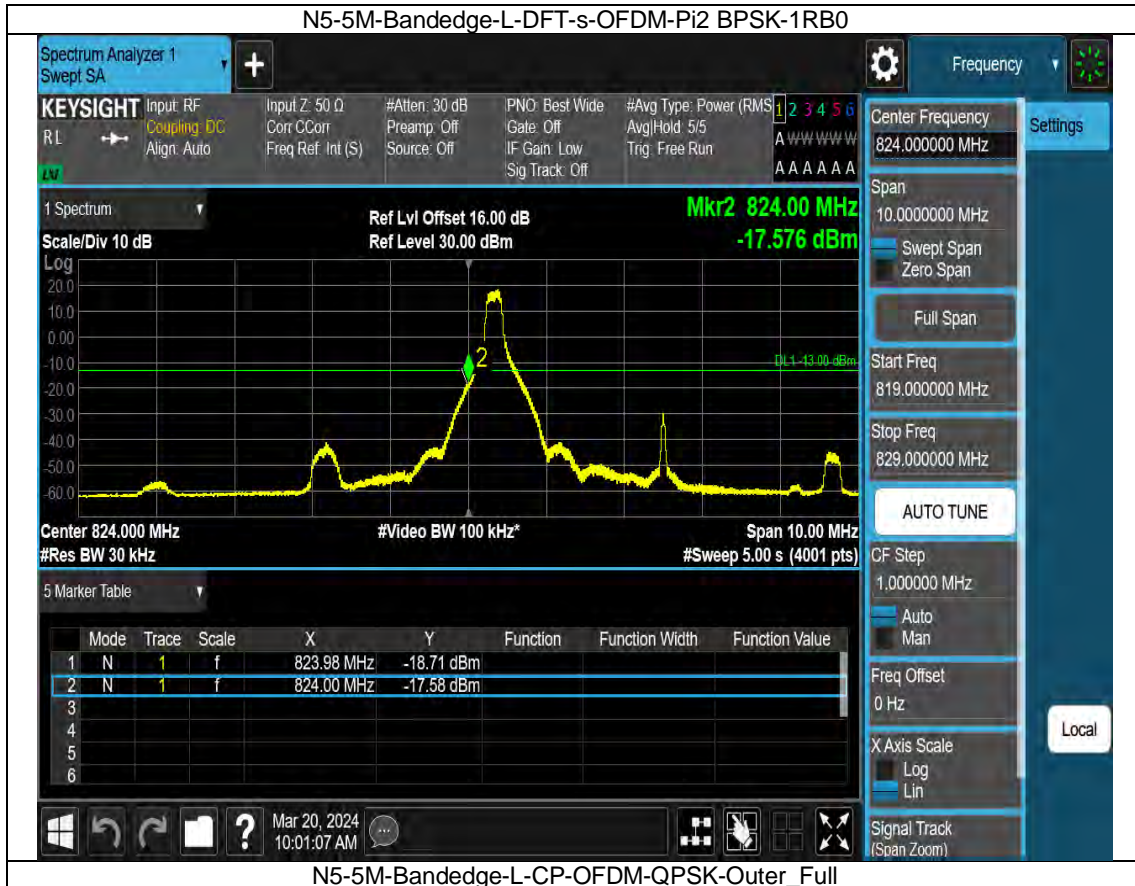 N5-5M-Bandedge-L-DFT-s-OFDM-Pi2 BPSK-1RB0
Spectrum Analyzer 1
Swept SA
+
Frequency
KEYSIGHT
RL
LXI
Input: RF
Coupling: DC
Align: Auto
Input Z: 50 Ω
Corr CCorr
Freq Ref: Int (S)
#Atten: 30 dB
Preamp: Off
Source: Off
PNO: Best Wide
Gate: Off
IF Gain: Low
Sig Track: Off
#Avg Type: Power (RMS
Avg|Hold: 5/5
Trig: Free Run
1 2 3 4 5 6
A W W W W W
A A A A A A
1 Spectrum
Scale/Div 10 dB
Ref Lvl Offset 16.00 dB
Ref Level 30.00 dBm
Mkr2 824.00 MHz
-17.576 dBm
Log
20.0
10.0
0.00
-10.0
-20.0
-30.0
-40.0
-50.0
-60.0
2
DL1 -13.00 dBm
Center 824.000 MHz
#Video BW 100 kHz*
Span 10.00 MHz
#Res BW 30 kHz
#Sweep 5.00 s (4001 pts)
5 Marker Table
Mode Trace Scale X Y Function Function Width Function Value
1 N 1 f 823.98 MHz -18.71 dBm
2 N 1 f 824.00 MHz -17.58 dBm
3
4
5
6
Mar 20, 2024
10:01:07 AM
?
Center Frequency
824.000000 MHz
Settings
Span
10.0000000 MHz
Swept Span
Zero Span
Full Span
Start Freq
819.000000 MHz
Stop Freq
829.000000 MHz
AUTO TUNE
CF Step
1.000000 MHz
Auto
Man
Freq Offset
0 Hz
X Axis Scale
Log
Lin
Local
Signal Track
(Span Zoom)
N5-5M-Bandedge-L-CP-OFDM-QPSK-Outer_Full